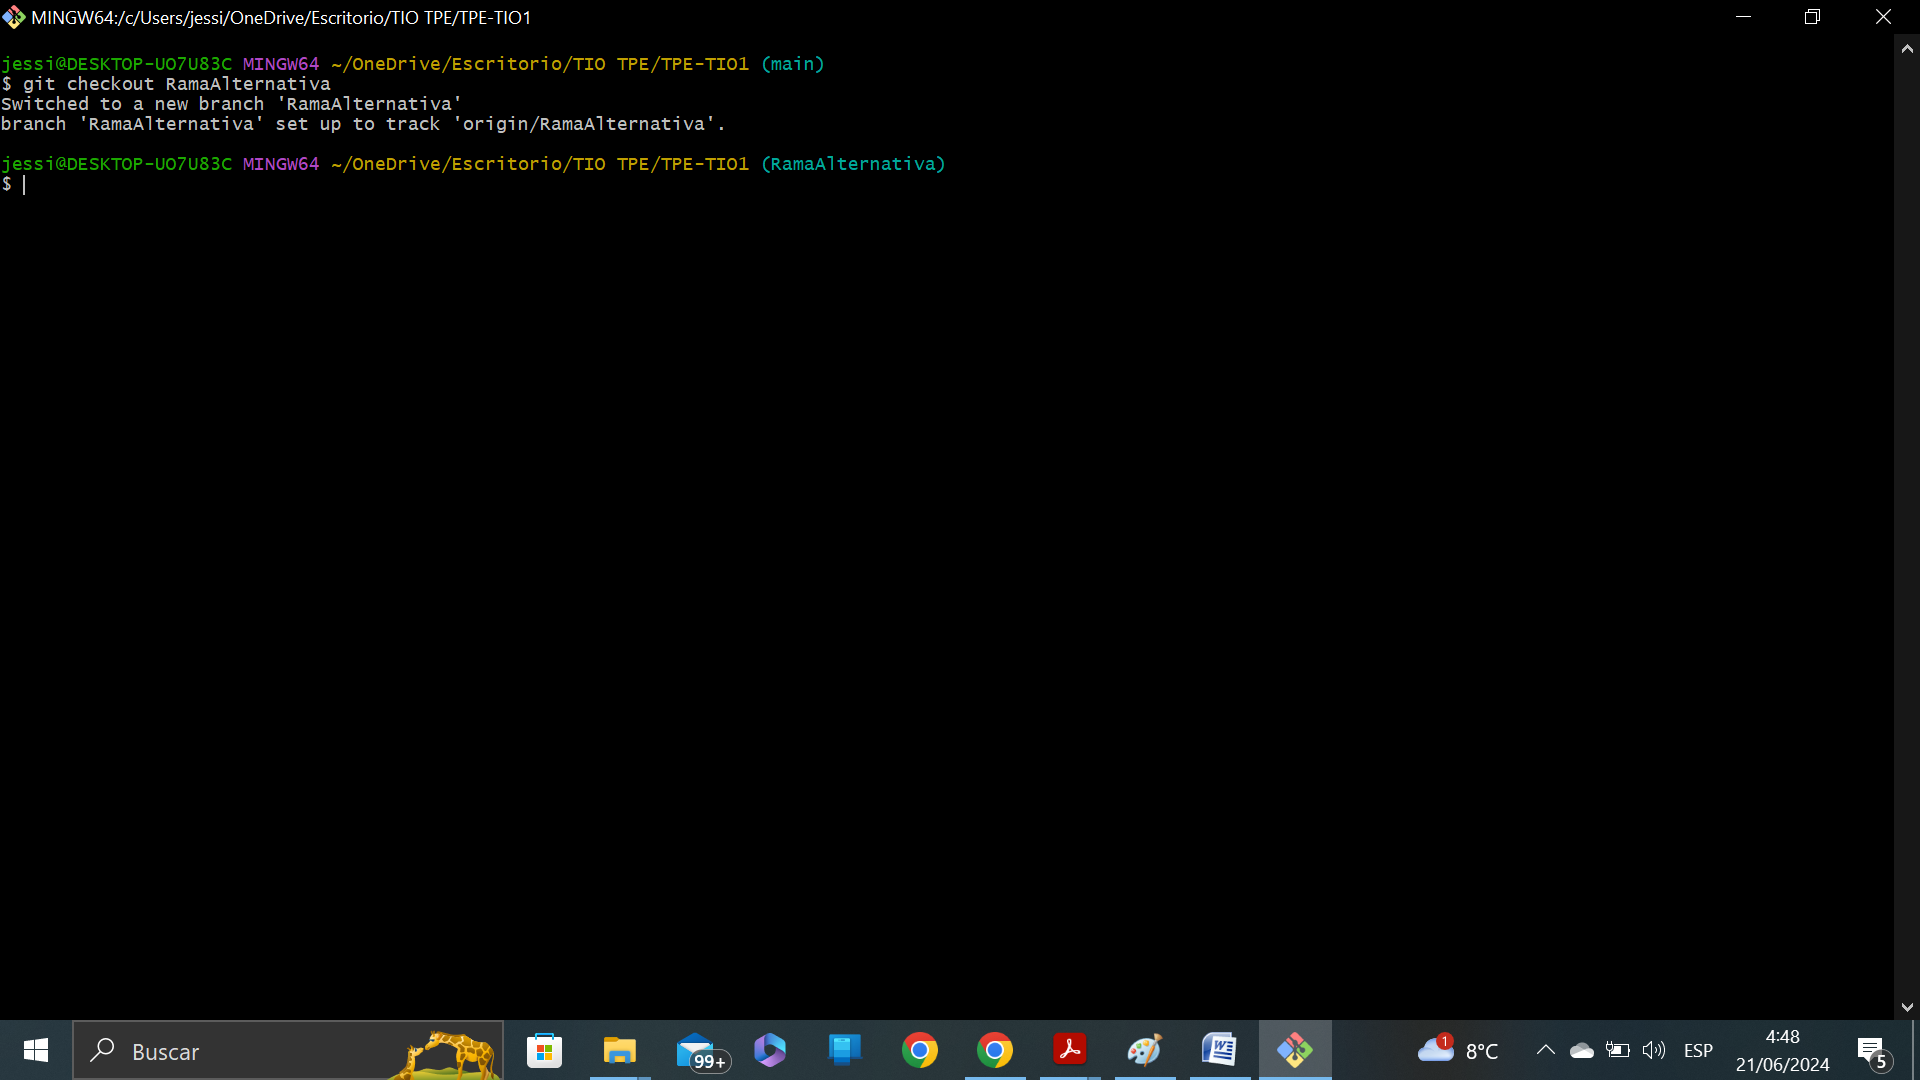 MINGW64:/c/Users/jessi/OneDrive/Escritorio/TIO TPE/TPE-TIO1
jessi@DESKTOP-UO7U83C MINGW64 ~/OneDrive/Escritorio/TIO TPE/TPE-TIO1 (main)
$ git checkout RamaAlternativa
Switched to a new branch 'RamaAlternativa'
branch 'RamaAlternativa' set up to track 'origin/RamaAlternativa'.
jessi@DESKTOP-UO7U83C MINGW64 ~/OneDrive/Escritorio/TIO TPE/TPE-TIO1 (RamaAlternativa)
$
Buscar
99+
1
8°C
ESP
4:48
21/06/2024
5